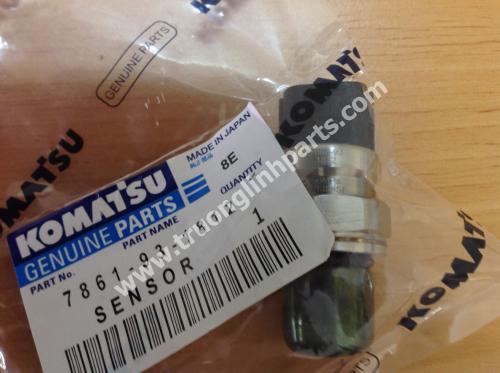 KOMATSU
GENUINE PARTS
KOMATSU
KOMATSU
KOMATSU
GENUINE PARTS
MADE IN JAPAN
8E
PART No.
PART NAME
QUANTITY
1
SENSOR
www.truonglinhparts.com
KOMATSU